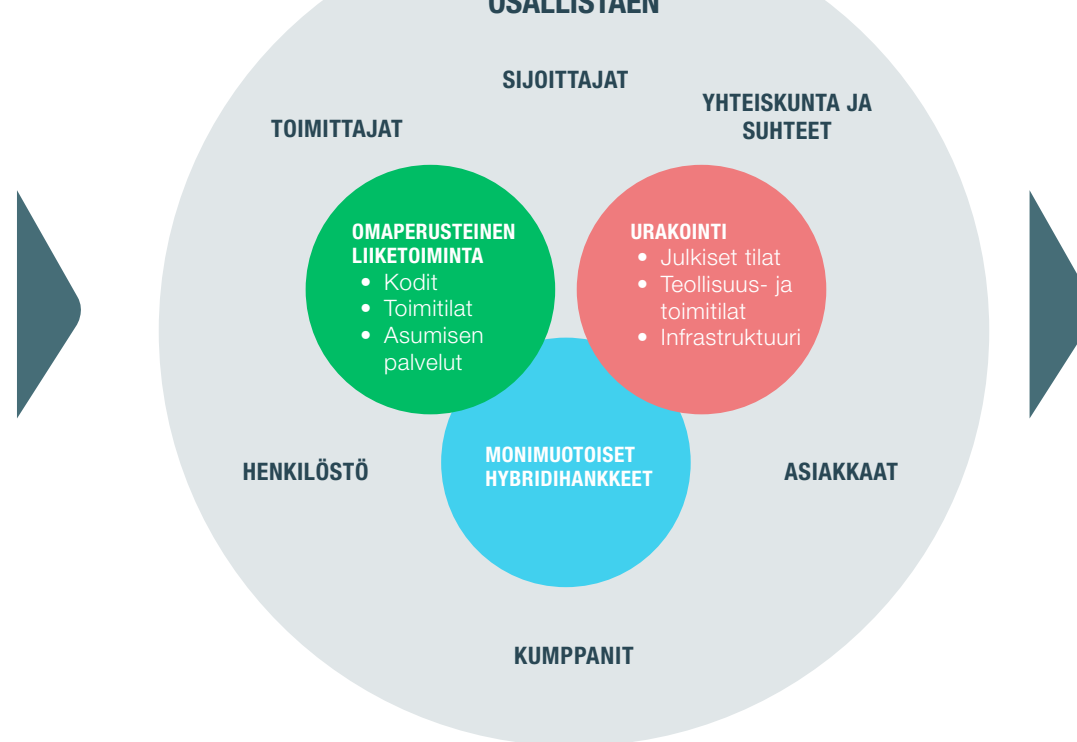 OSALLISTAEN
SIJOITTAJAT
YHTEISKUNTA JA
SUHTEET
TOIMITTAJAT
OMAPERUSTEINEN
LIIKETOIMINTA
• Kodit
• Toimitilat
• Asumisen
palvelut
URAKOINTI
• Julkiset tilat
• Teollisuus- ja
toimitilat
• Infrastruktuuri
MONIMUOTOISET
HYBRIDIHANKKEET
HENKILÖSTÖ
ASIAKKAAT
KUMPPANIT